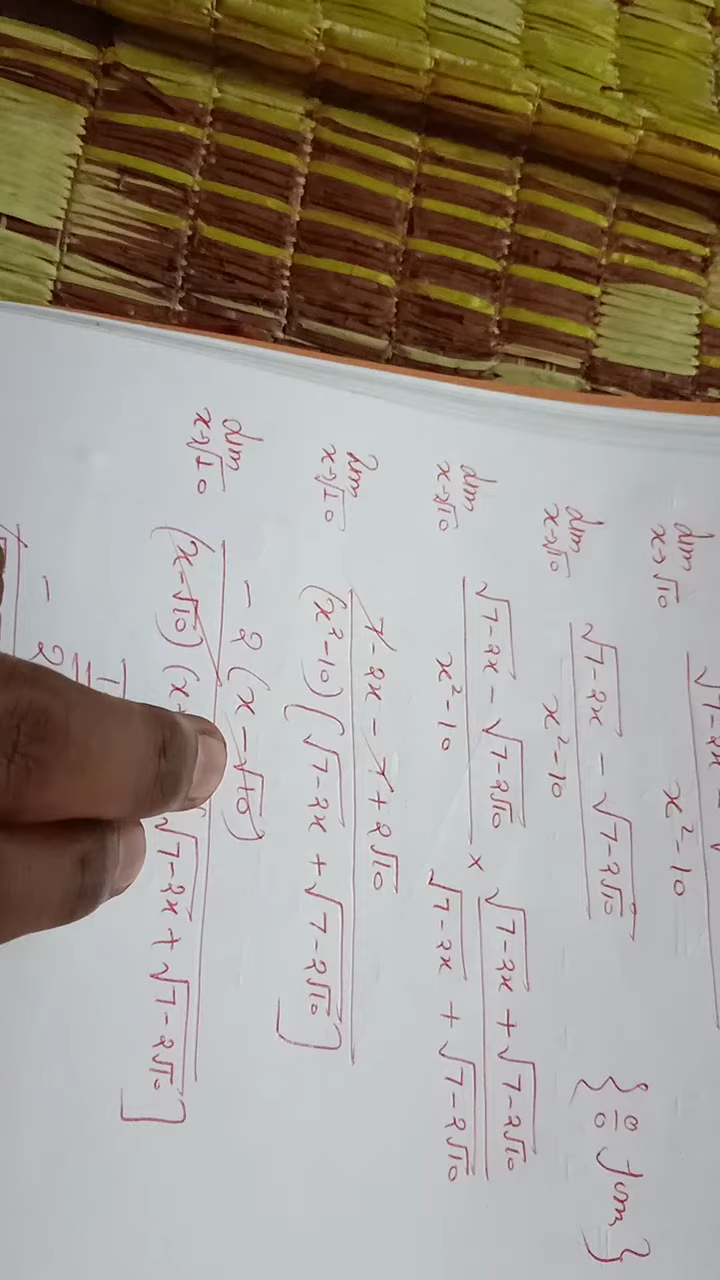 lim x→√10 √7-2x - x²-10
lim x→√10 √7-2x - √7-2√10 / x²-10 {0/0 form}
lim x→√10 √7-2x - √7-2√10 / x²-10 × √7-2x + √7-2√10 / √7-2x + √7-2√10
lim x→√10 7-2x-7+2√10 / (x²-10) [√7-2x + √7-2√10]
lim x→√10 -2(x-√10) / (x-√10)(x √7-2x + √7-2√10]
- 2